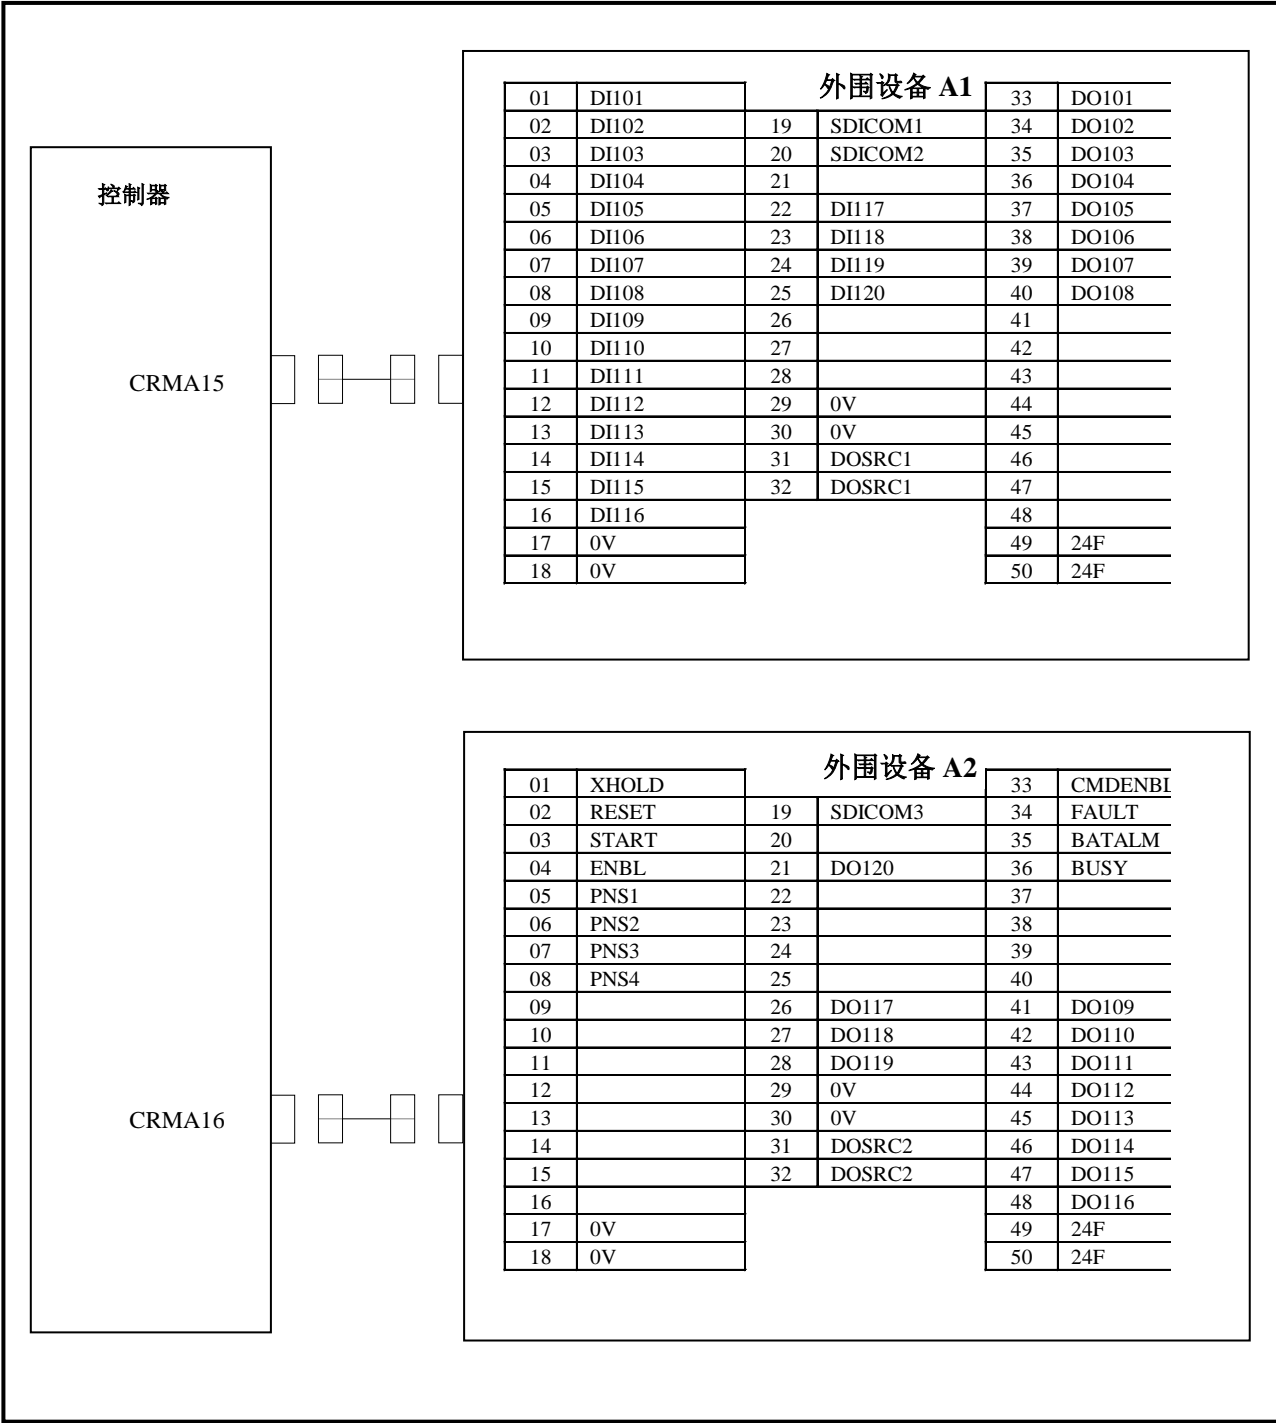 外围设备 A1
01 DI101 33 DO101
02 DI102 19 SDICOM1 34 DO102
03 DI103 20 SDICOM2 35 DO103
控制器
04 DI104 21 36 DO104
05 DI105 22 DI117 37 DO105
06 DI106 23 DI118 38 DO106
07 DI107 24 DI119 39 DO107
08 DI108 25 DI120 40 DO108
09 DI109 26 41
10 DI110 27 42
CRMA15
11 DI111 28 43
12 DI112 29 0V 44
13 DI113 30 0V 45
14 DI114 31 DOSRC1 46
15 DI115 32 DOSRC1 47
16 DI116 48
17 0V 49 24F
18 0V 50 24F
外围设备 A2
01 XHOLD 33 CMDENBL
02 RESET 19 SDICOM3 34 FAULT
03 START 20 35 BATALM
04 ENBL 21 DO120 36 BUSY
05 PNS1 22 37
06 PNS2 23 38
07 PNS3 24 39
08 PNS4 25 40
09 26 DO117 41 DO109
10 27 DO118 42 DO110
11 28 DO119 43 DO111
12 29 0V 44 DO112
CRMA16
13 30 0V 45 DO113
14 31 DOSRC2 46 DO114
15 32 DOSRC2 47 DO115
16 48 DO116
17 0V 49 24F
18 0V 50 24F